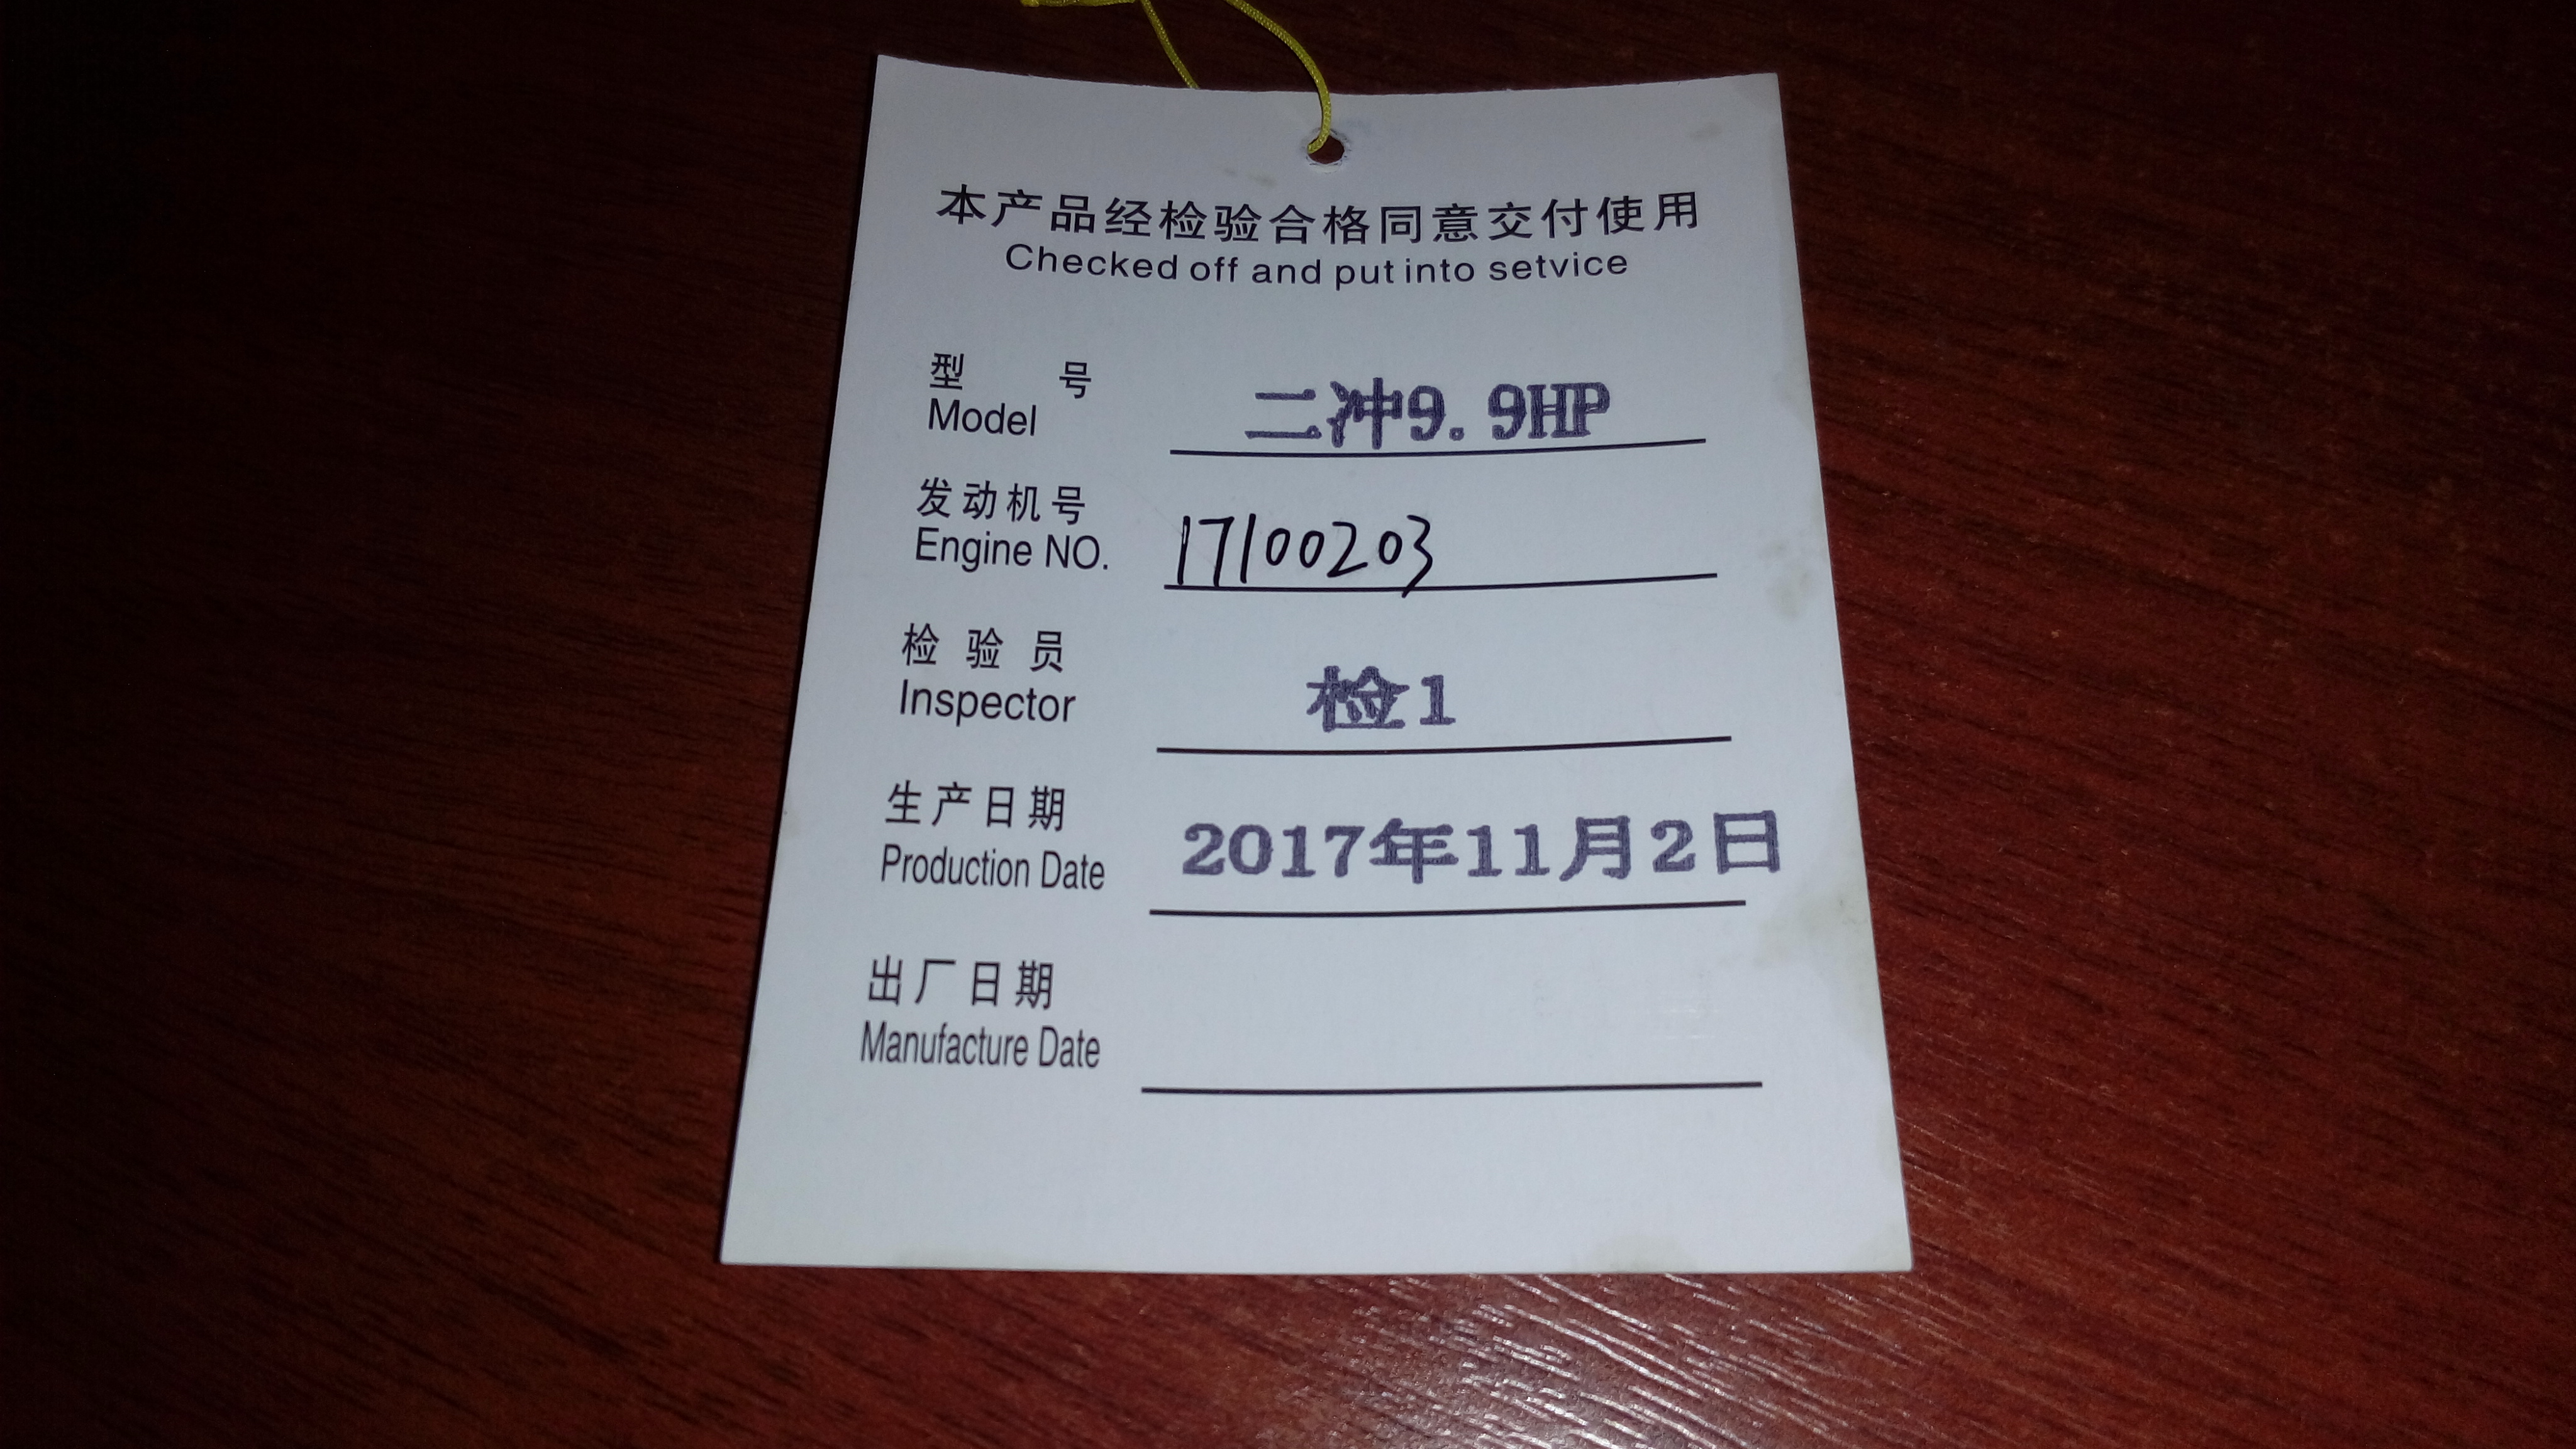 本产品经检验合格同意交付使用
Checked off and put into setvice
型 号 二冲9.9HP
Model
发动机号
Engine NO. 17100203
检验员
Inspector 检1
生产日期
Production Date 2017年11月2日
出厂日期
Manufacture Date